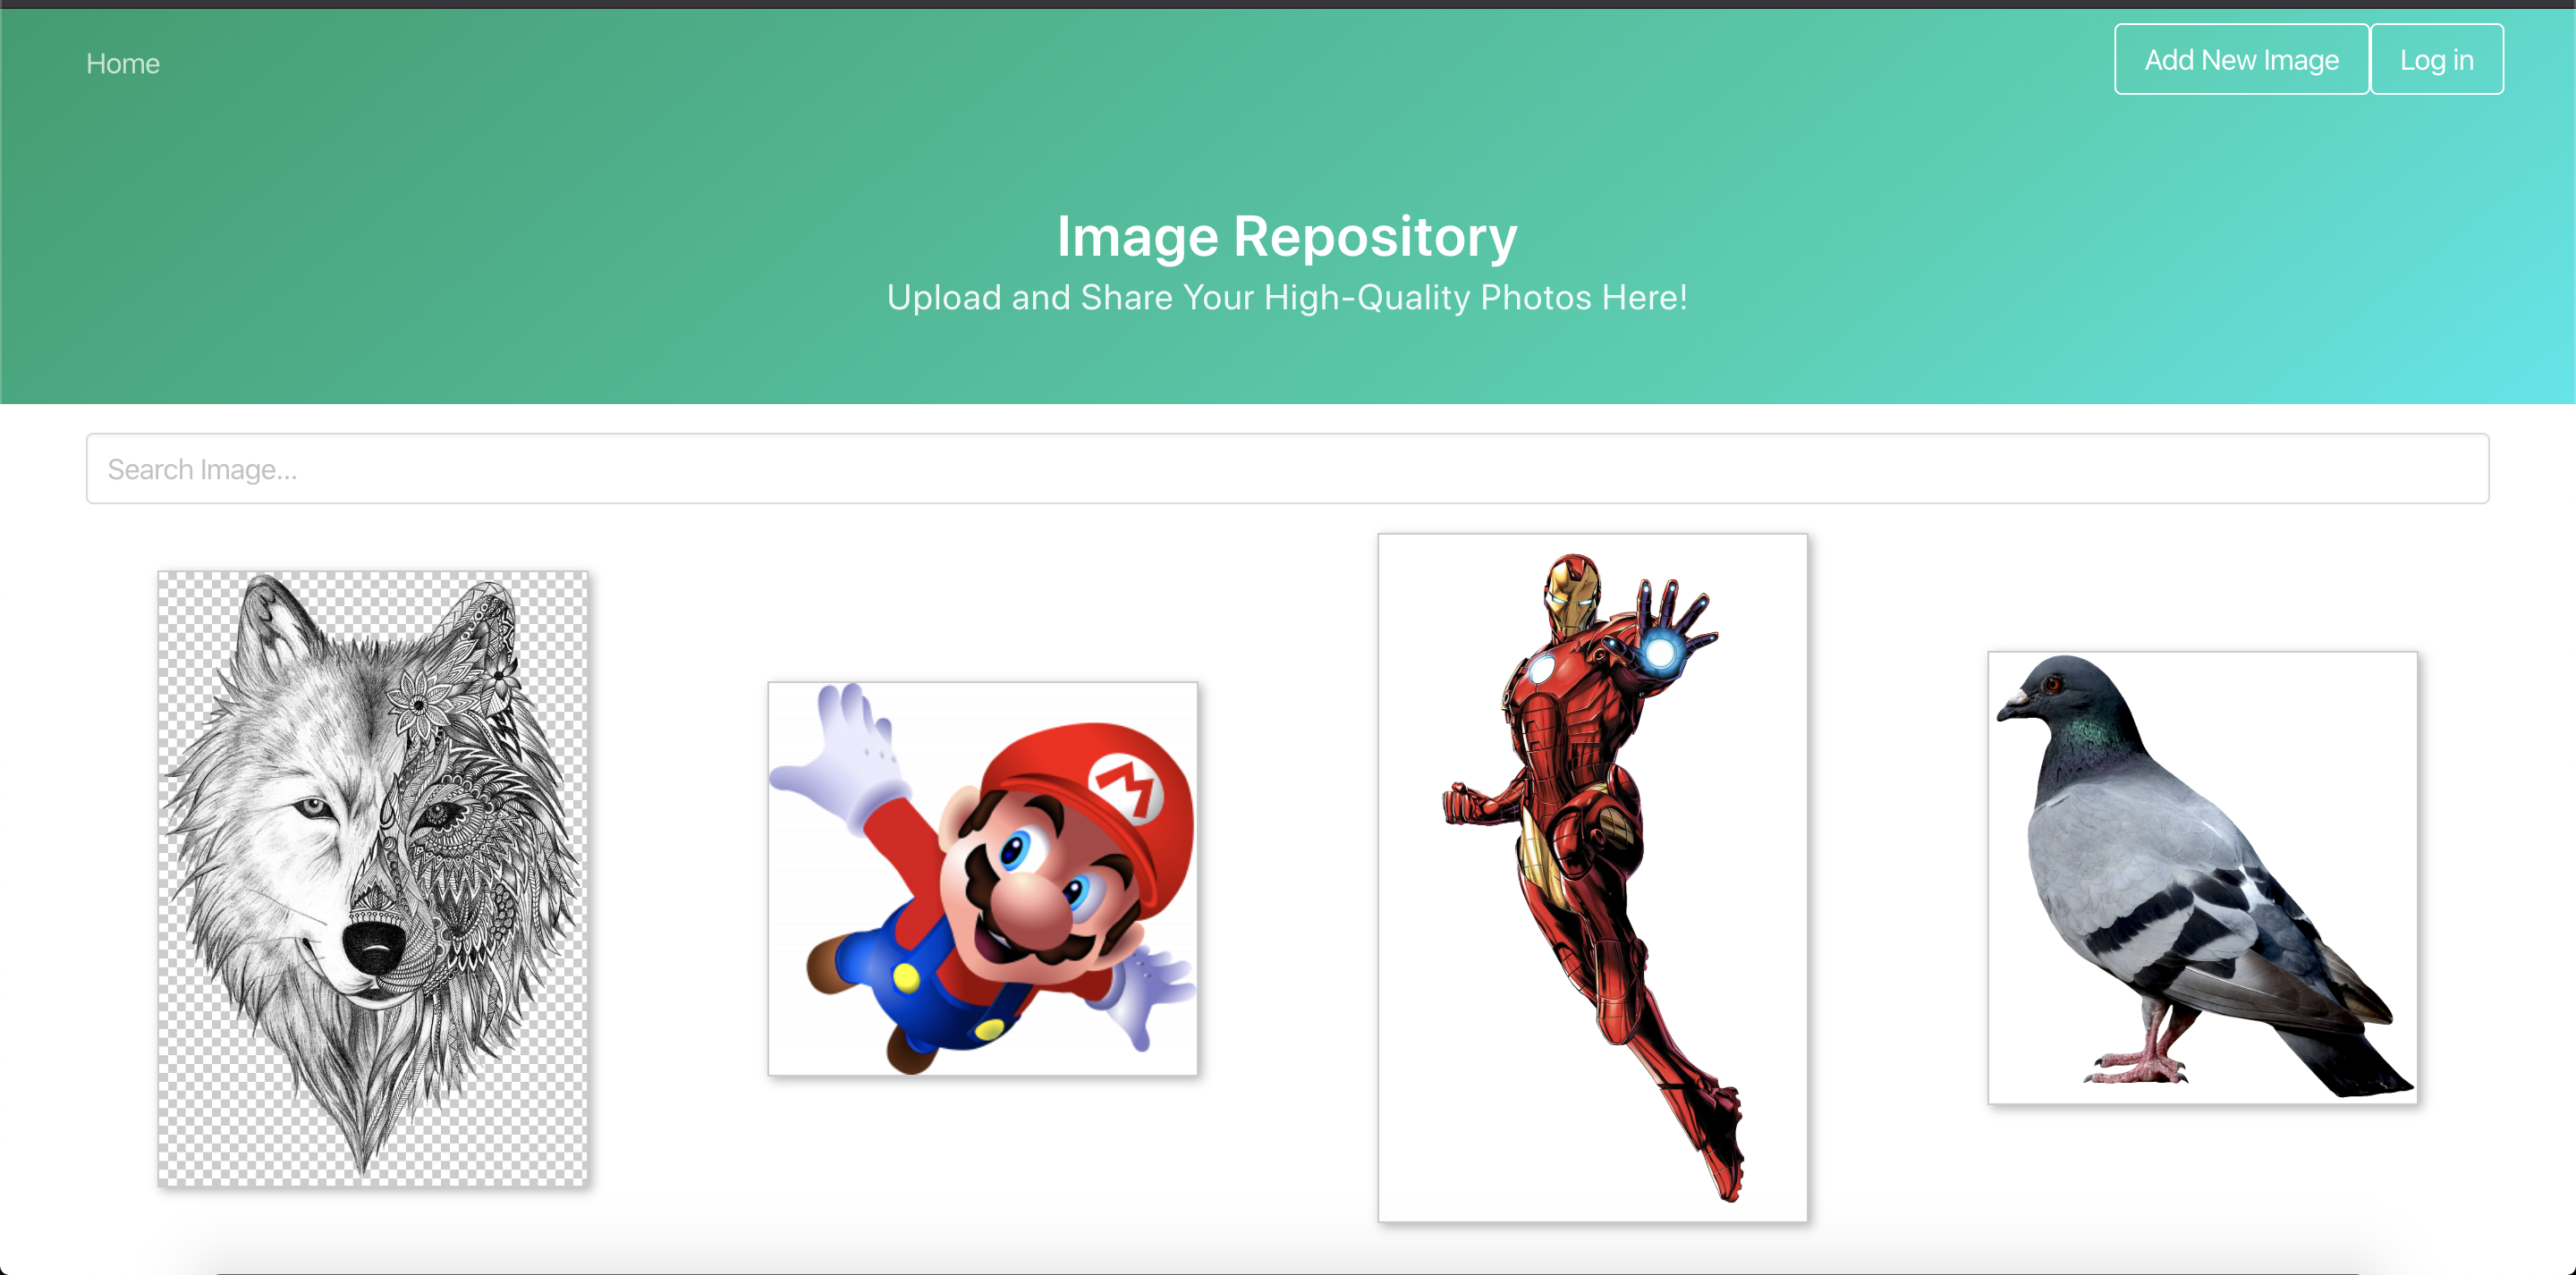 Home
Add New Image
Log in
Image Repository
Upload and Share Your High-Quality Photos Here!
Search Image...
M